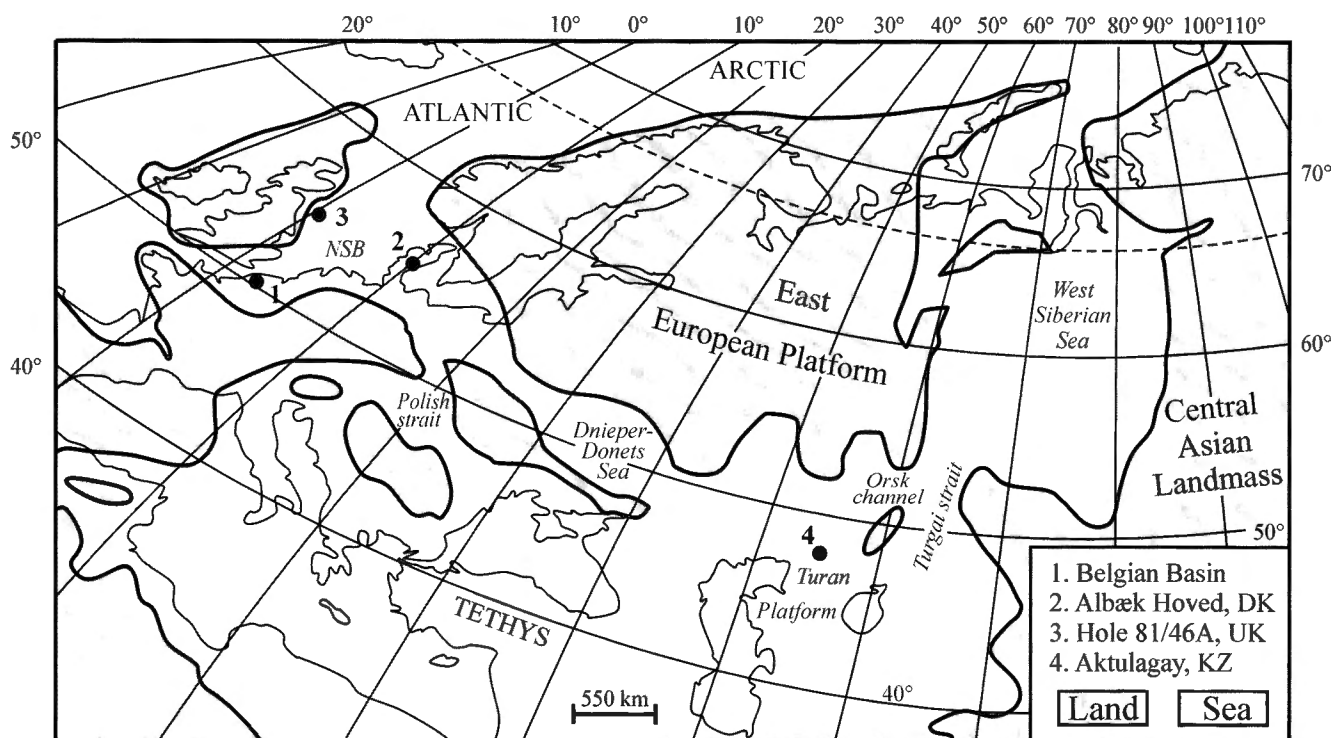 20° 10° 0° 10° 20° 30° 40° 50° 60° 70° 80° 90° 100° 110°
ARCTIC
ATLANTIC
50°
70°
3
NSB
2
1
East
European Platform
West
Siberian
Sea
60°
40°
Polish
strait
Dnieper-
Donets
Sea
Central
Asian
Landmass
Orsk
channel
Turgai strait
50°
4
Turan
Platform
TETHYS
40°
550 km
1. Belgian Basin
2. Albæk Hoved, DK
3. Hole 81/46A, UK
4. Aktulagay, KZ
Land Sea